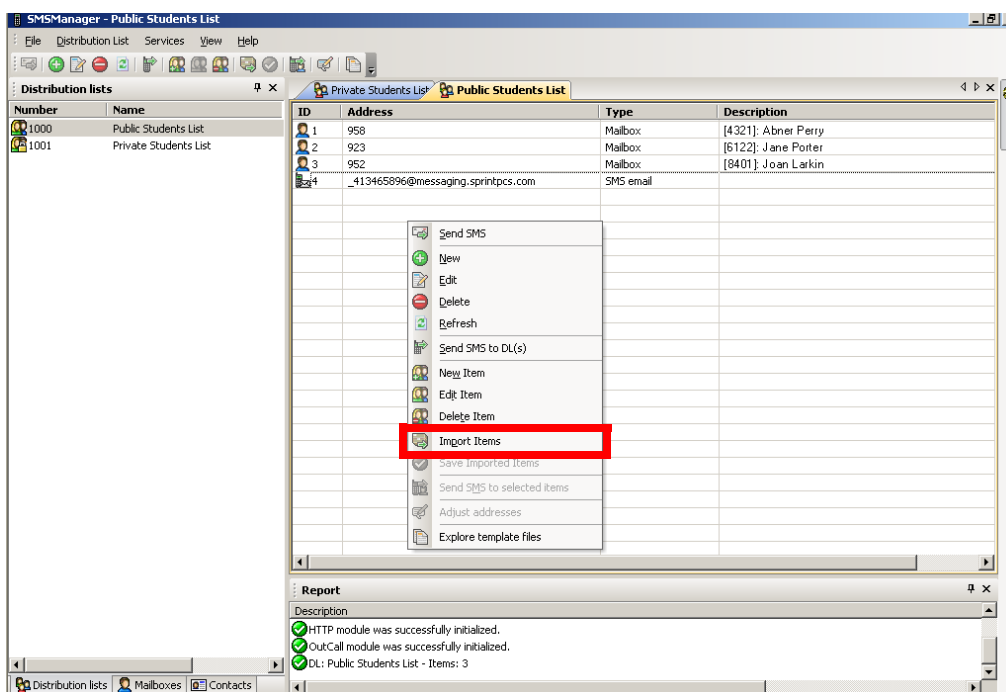 SMSManager - Public Students List
File Distribution List Services View Help
Distribution lists
Number Name
1000 Public Students List
1001 Private Students List
Private Students List Public Students List
ID Address Type Description
1 958 Mailbox [4321]: Abner Perry
2 923 Mailbox [6122]: Jane Porter
3 952 Mailbox [8401]: Joan Larkin
4 _413465896@messaging.sprintpcs.com SMS email
Send SMS
New
Edit
Delete
Refresh
Send SMS to DL(s)
New Item
Edit Item
Delete Item
Import Items
Save Imported Items
Send SMS to selected items
Adjust addresses
Explore template files
Report
Description
HTTP module was successfully initialized.
OutCall module was successfully initialized.
DL: Public Students List - Items: 3
Distribution lists Mailboxes Contacts